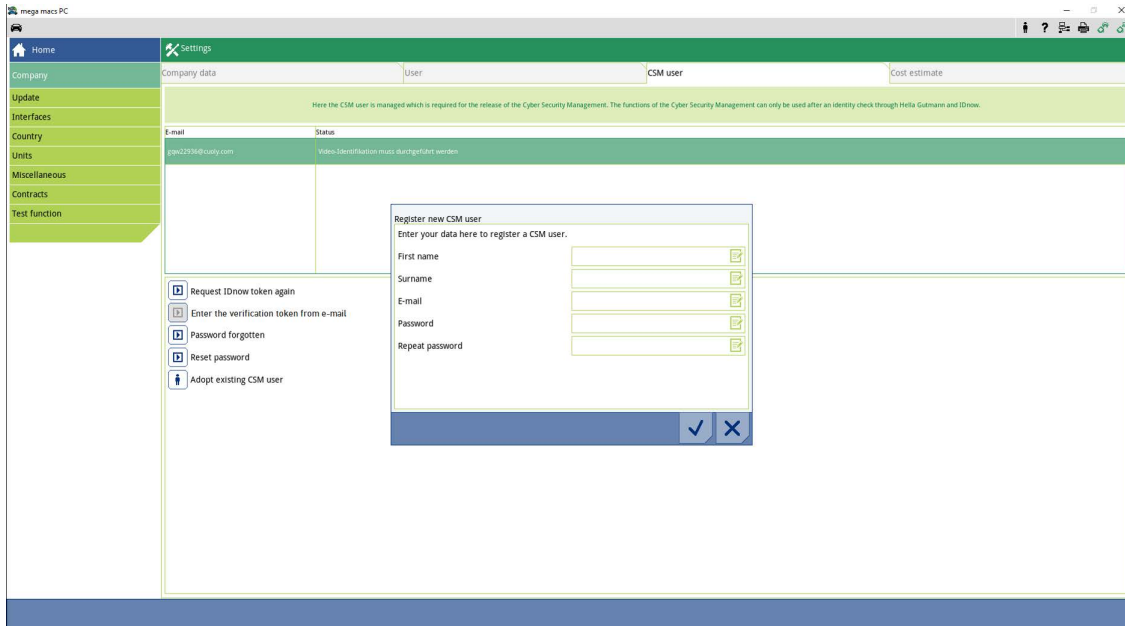 mega macs PC
Home
Settings
Company
Company data
User
CSM user
Cost estimate
Update
Interfaces
Country
Units
Miscellaneous
Contracts
Test function
Here the CSM user is managed which is required for the release of the Cyber Security Management. The functions of the Cyber Security Management can only be used after an identity check through Hella Gutmann and IDnow.
E-mail
Status
gqw22936@cuoly.com
Video-Identifikation muss durchgeführt werden
Register new CSM user
Enter your data here to register a CSM user.
First name
Surname
E-mail
Password
Repeat password
Request IDnow token again
Enter the verification token from e-mail
Password forgotten
Reset password
Adopt existing CSM user